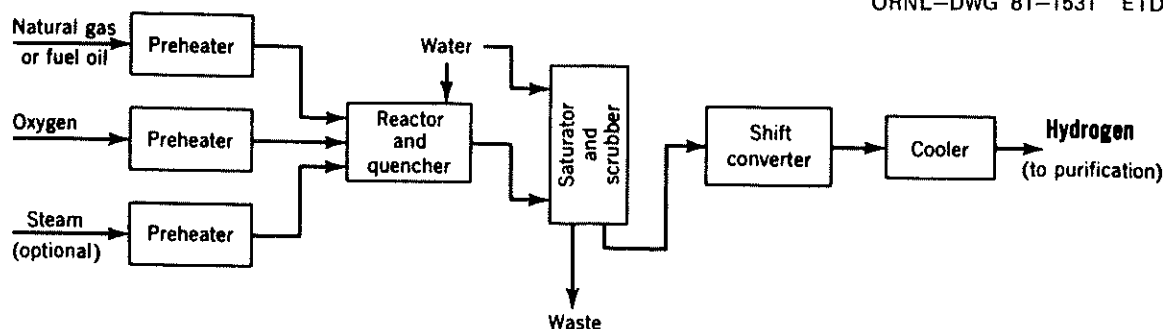 ORNL–DWG 81–1531 ETD
Natural gas
or fuel oil
Preheater
Water
Oxygen
Preheater
Reactor
and
quencher
Saturator
and
scrubber
Shift
converter
Cooler
Hydrogen
(to purification)
Steam
(optional)
Preheater
Waste